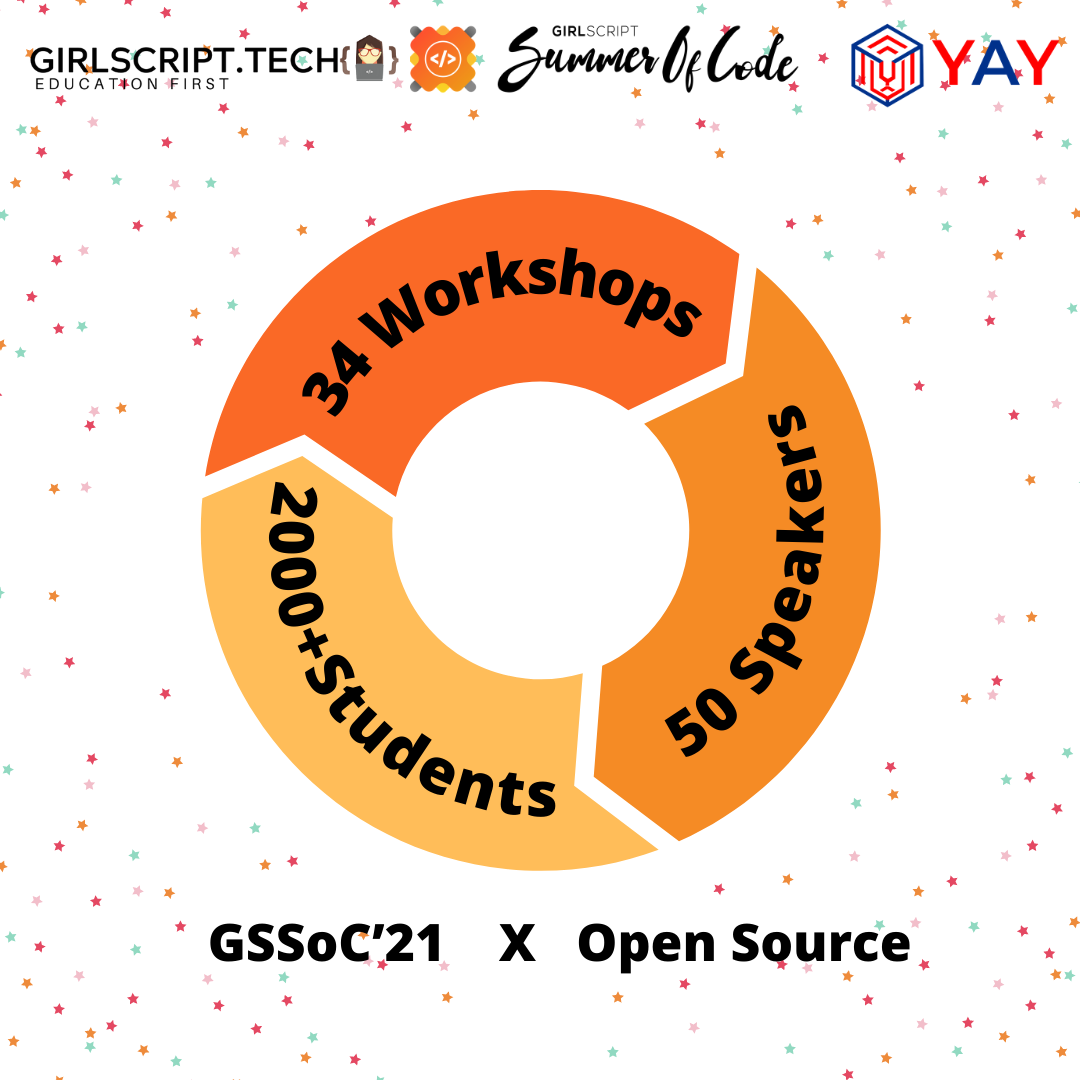 GIRLSCRIPT.TECH
EDUCATION FIRST
</>
GIRLSCRIPT
Summer Of Code
YAY
34 Workshops
50 Speakers
2000+Students
GSSoC’21 X Open Source